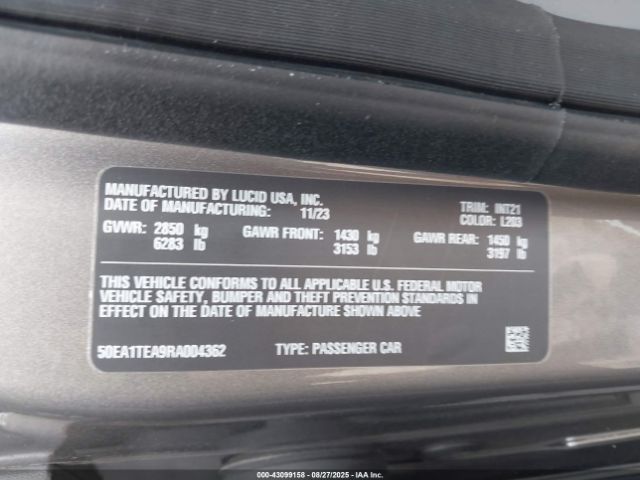 MANUFACTURED BY LUCID USA, INC.
DATE OF MANUFACTURING: 11/23
TRIM: INT21
COLOR: L203
GVWR: 2850 kg GAWR FRONT: 1430 kg GAWR REAR: 1450 kg
6283 lb 3153 lb 3197 lb
THIS VEHICLE CONFORMS TO ALL APPLICABLE U.S. FEDERAL MOTOR
VEHICLE SAFETY, BUMPER AND THEFT PREVENTION STANDARDS IN
EFFECT ON THE DATE OF MANUFACTURE SHOWN ABOVE
50EA1TEA9RA004362 TYPE: PASSENGER CAR
000-43099158 - 08/27/2025 - IAA Inc.